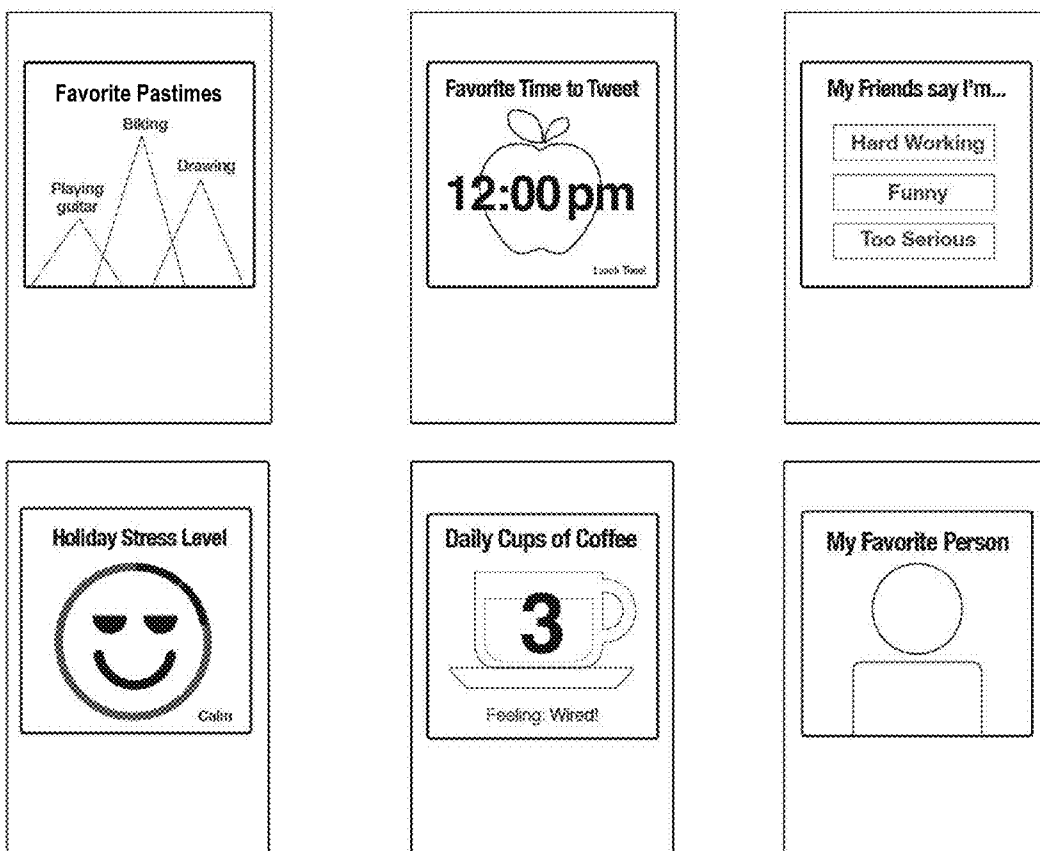 Favorite Pastimes
Biking
Drawing
Playing
guitar
Favorite Time to Tweet
12:00 pm
Lunch Time!
My Friends say I'm...
Hard Working
Funny
Too Serious
Holiday Stress Level
Calm
Daily Cups of Coffee
3
Feeling: Wired!
My Favorite Person